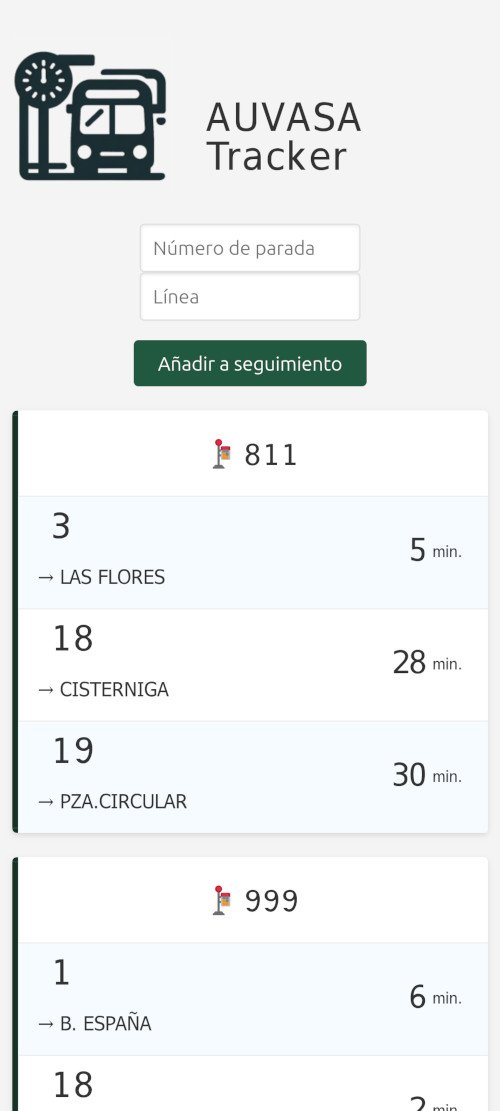 AUVASA
Tracker
Número de parada
Línea
Añadir a seguimiento
811
3
5 min.
→ LAS FLORES
18
28 min.
→ CISTERNIGA
19
30 min.
→ PZA.CIRCULAR
999
1
6 min.
→ B. ESPAÑA
18
2 min.